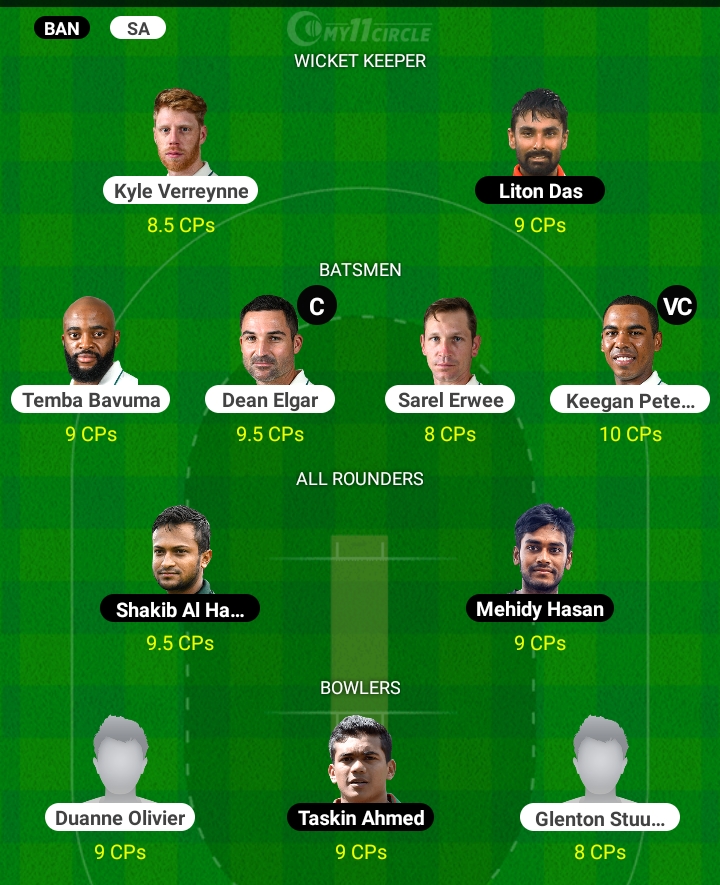 BAN SA MY11CIRCLE
WICKET KEEPER
Kyle Verreynne Liton Das
8.5 CPs 9 CPs
BATSMEN
C VC
Temba Bavuma Dean Elgar Sarel Erwee Keegan Pete...
9 CPs 9.5 CPs 8 CPs 10 CPs
ALL ROUNDERS
Shakib Al Ha... Mehidy Hasan
9.5 CPs 9 CPs
BOWLERS
Duanne Olivier Taskin Ahmed Glenton Stuu...
9 CPs 9 CPs 8 CPs